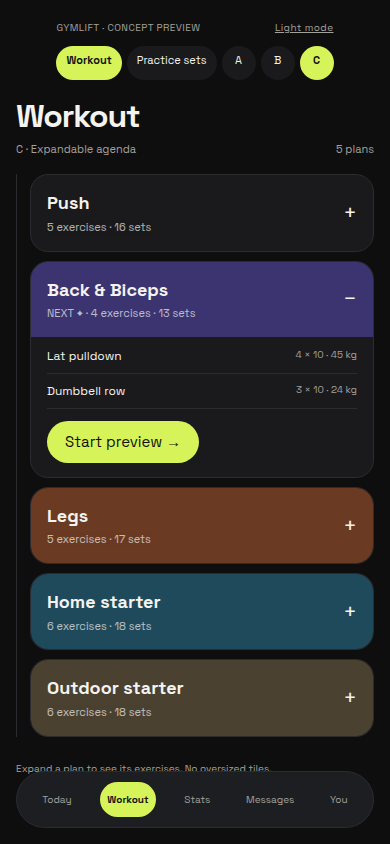 GYMLIFT · CONCEPT PREVIEW
Light mode
Workout
Practice sets
A
B
C
Workout
C · Expandable agenda
5 plans
Push
5 exercises · 16 sets
+
Back & Biceps
NEXT ✦ · 4 exercises · 13 sets
−
Lat pulldown
4 × 10 · 45 kg
Dumbbell row
3 × 10 · 24 kg
Start preview →
Legs
5 exercises · 17 sets
+
Home starter
6 exercises · 18 sets
+
Outdoor starter
6 exercises · 18 sets
+
Expand a plan to see its exercises. No oversized tiles.
Today
Workout
Stats
Messages
You